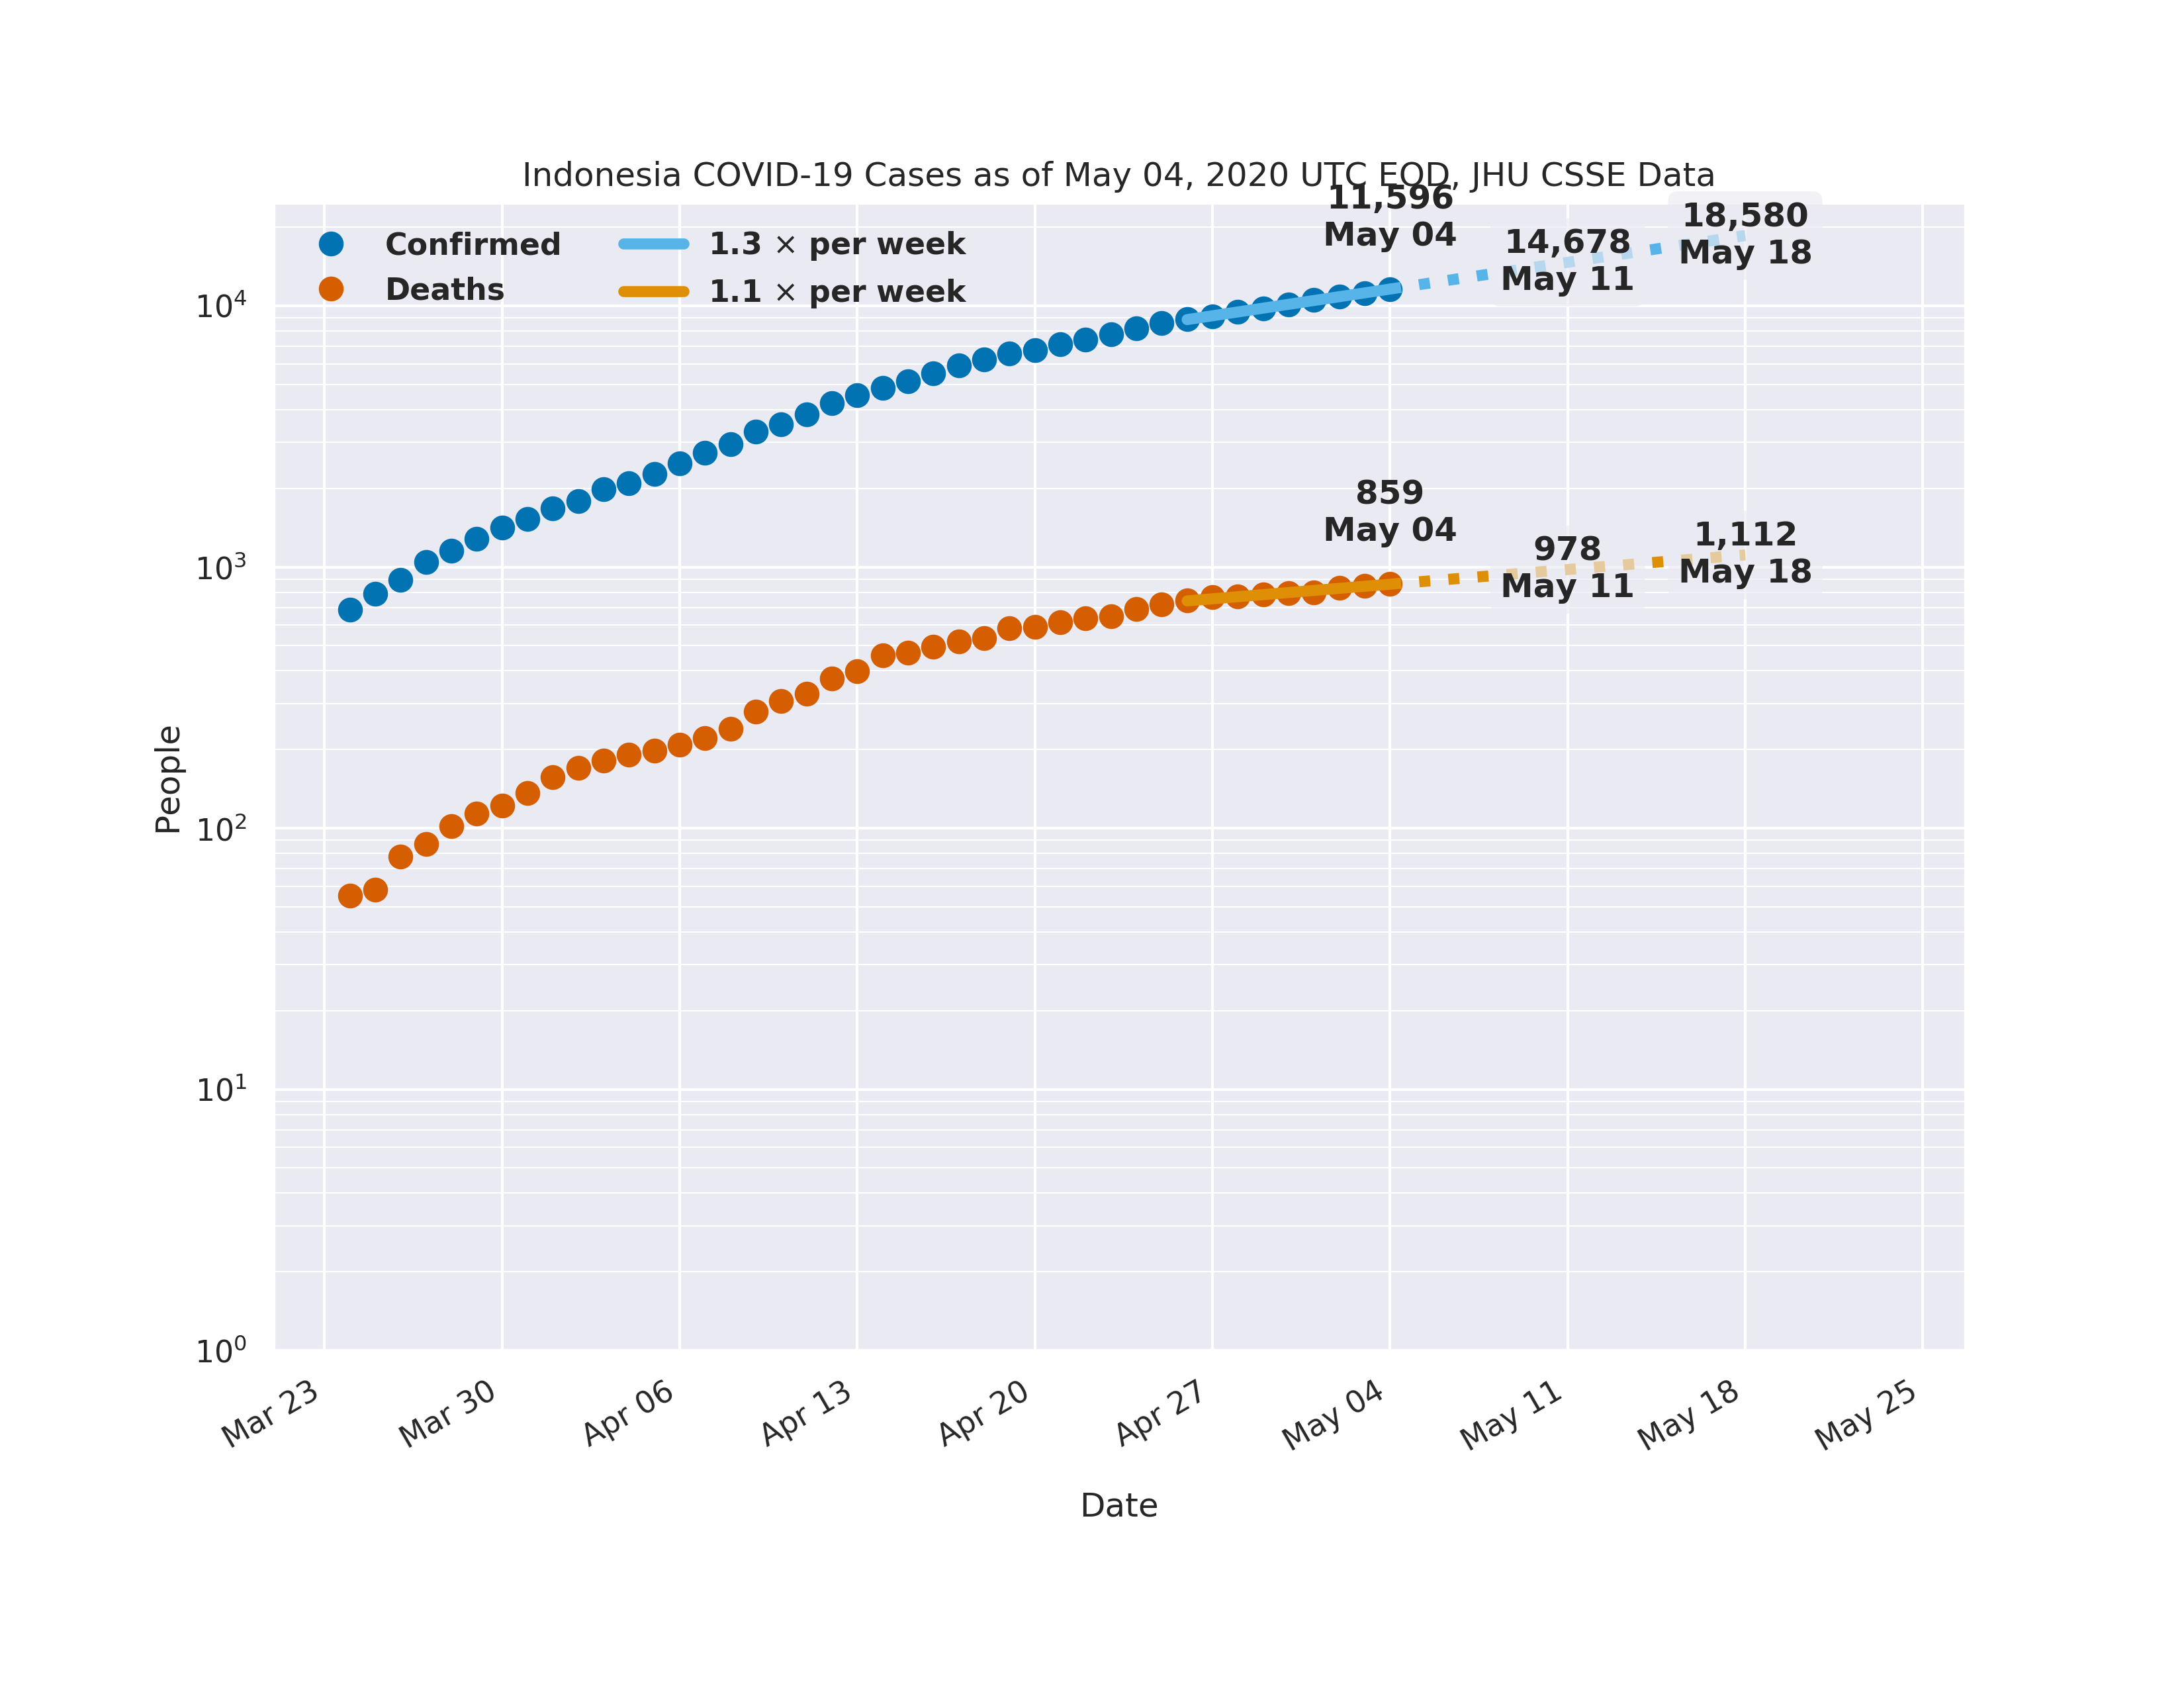 Indonesia COVID-19 Cases as of May 04, 2020 UTC EOD, JHU CSSE Data
11,596
May 04
14,678
May 11
18,580
May 18
Confirmed
Deaths
1.3 × per week
1.1 × per week
859
May 04
978
May 11
1,112
May 18
People
10⁴
10³
10²
10¹
10⁰
Mar 23
Mar 30
Apr 06
Apr 13
Apr 20
Apr 27
May 04
May 11
May 18
May 25
Date